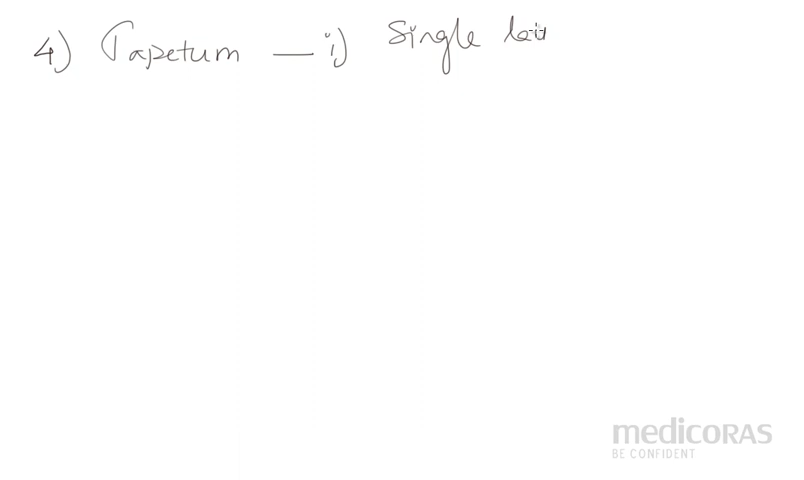 4) Tapetum — i) Single
medicoras
BE CONFIDENT